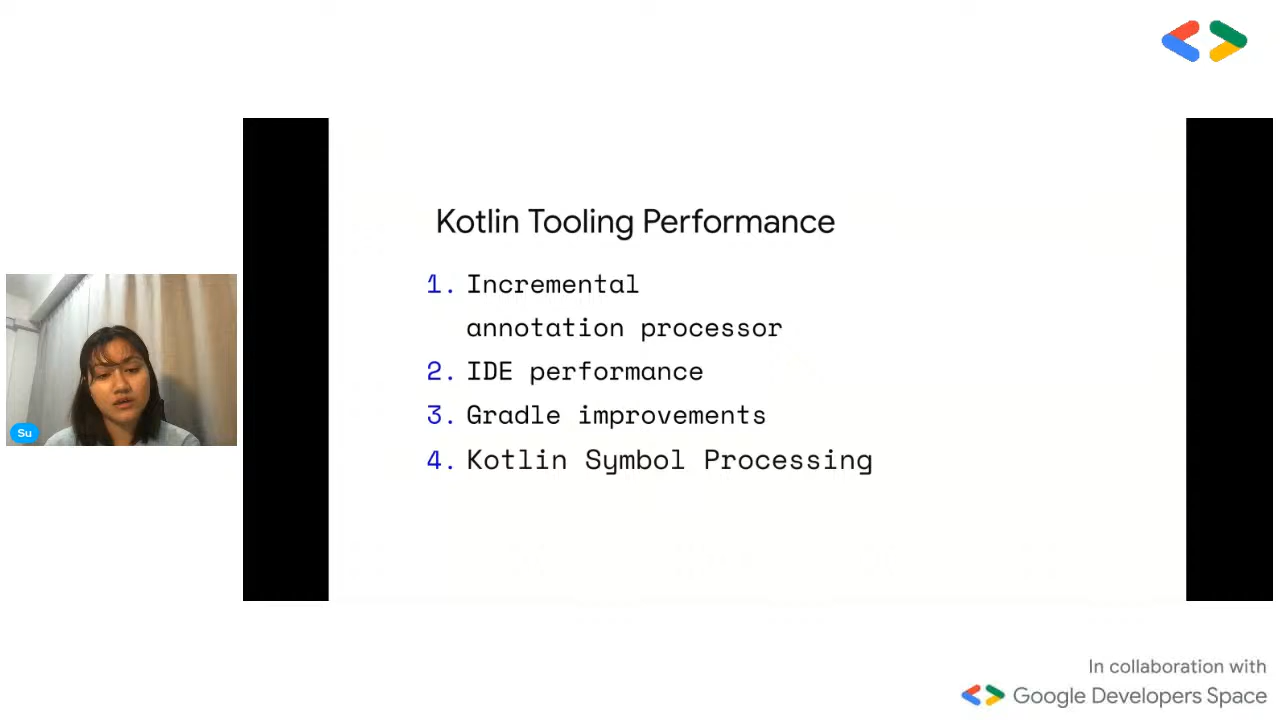 Kotlin Tooling Performance
1. Incremental
annotation processor
2. IDE performance
3. Gradle improvements
4. Kotlin Symbol Processing
Su
In collaboration with
Google Developers Space